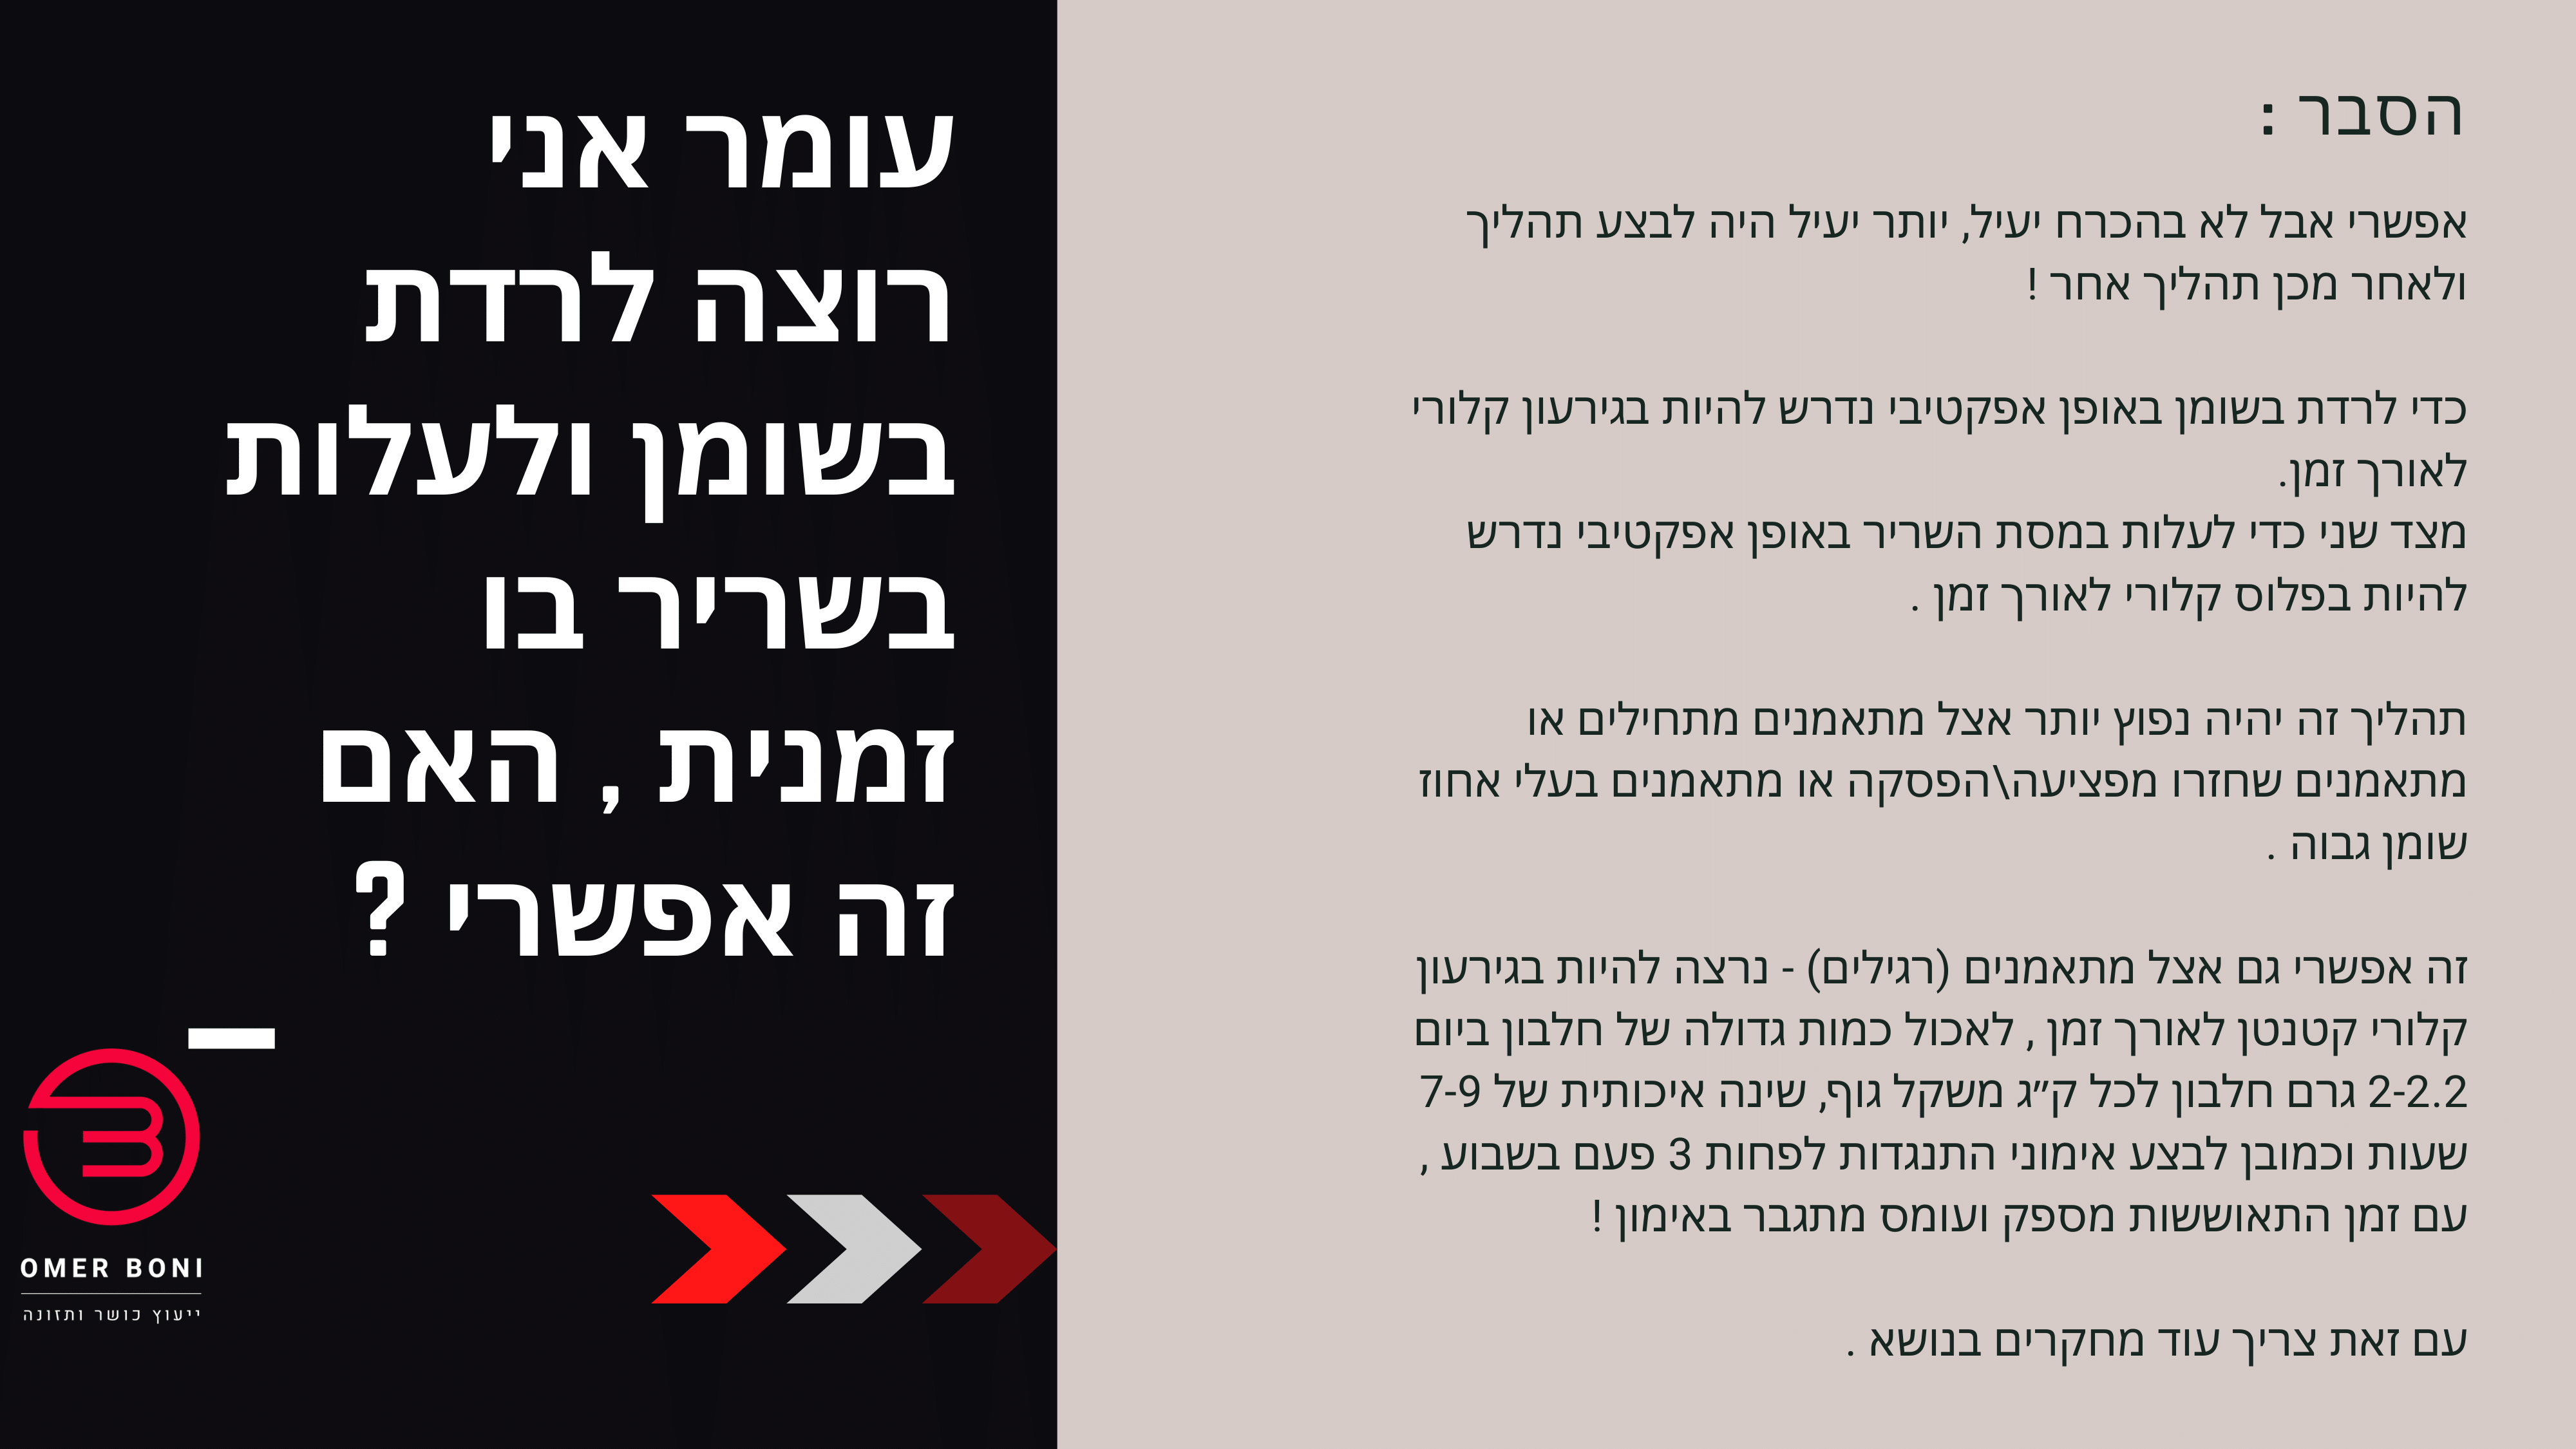 עומר אני
רוצה לרדת
בשומן ולעלות
בשריר בו
זמנית , האם
זה אפשרי ?
OMER BONI
ייעוץ כושר ותזונה
הסבר :
אפשרי אבל לא בהכרח יעיל, יותר יעיל היה לבצע תהליך
ולאחר מכן תהליך אחר !
כדי לרדת בשומן באופן אפקטיבי נדרש להיות בגירעון קלורי
לאורך זמן.
מצד שני כדי לעלות במסת השריר באופן אפקטיבי נדרש
להיות בפלוס קלורי לאורך זמן .
תהליך זה יהיה נפוץ יותר אצל מתאמנים מתחילים או
מתאמנים שחזרו מפציעה\הפסקה או מתאמנים בעלי אחוז
שומן גבוה .
זה אפשרי גם אצל מתאמנים (רגילים) - נרצה להיות בגירעון
קלורי קטנטן לאורך זמן , לאכול כמות גדולה של חלבון ביום
2-2.2 גרם חלבון לכל ק״ג משקל גוף, שינה איכותית של 7-9
שעות וכמובן לבצע אימוני התנגדות לפחות 3 פעם בשבוע ,
עם זמן התאוששות מספק ועומס מתגבר באימון !
עם זאת צריך עוד מחקרים בנושא .